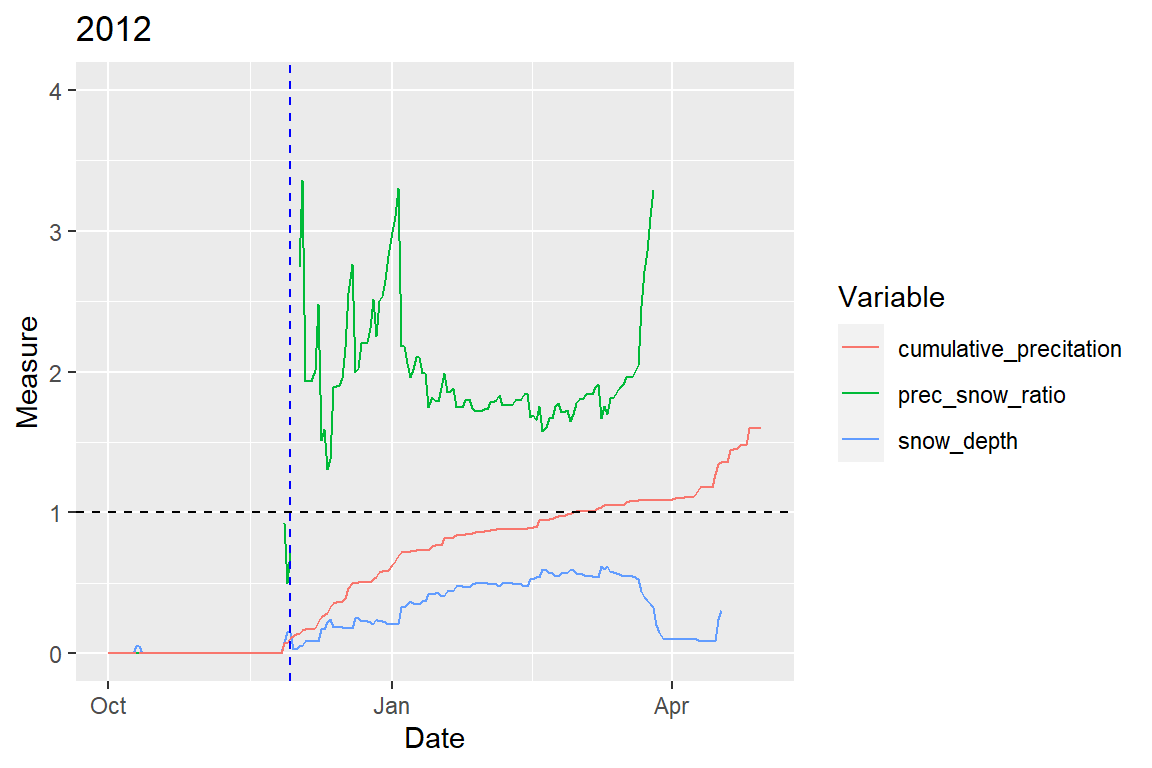 2012
4
3
2
1
0
Measure
Oct
Jan
Apr
Date
Variable
cumulative_precitation
prec_snow_ratio
snow_depth